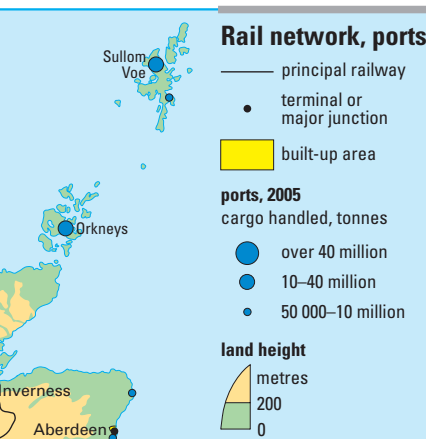 Sullom
Voe
Orkneys
Inverness
Aberdeen
Rail network, ports
principal railway
terminal or
major junction
built-up area
ports, 2005
cargo handled, tonnes
over 40 million
10–40 million
50 000–10 million
land height
metres
200
0